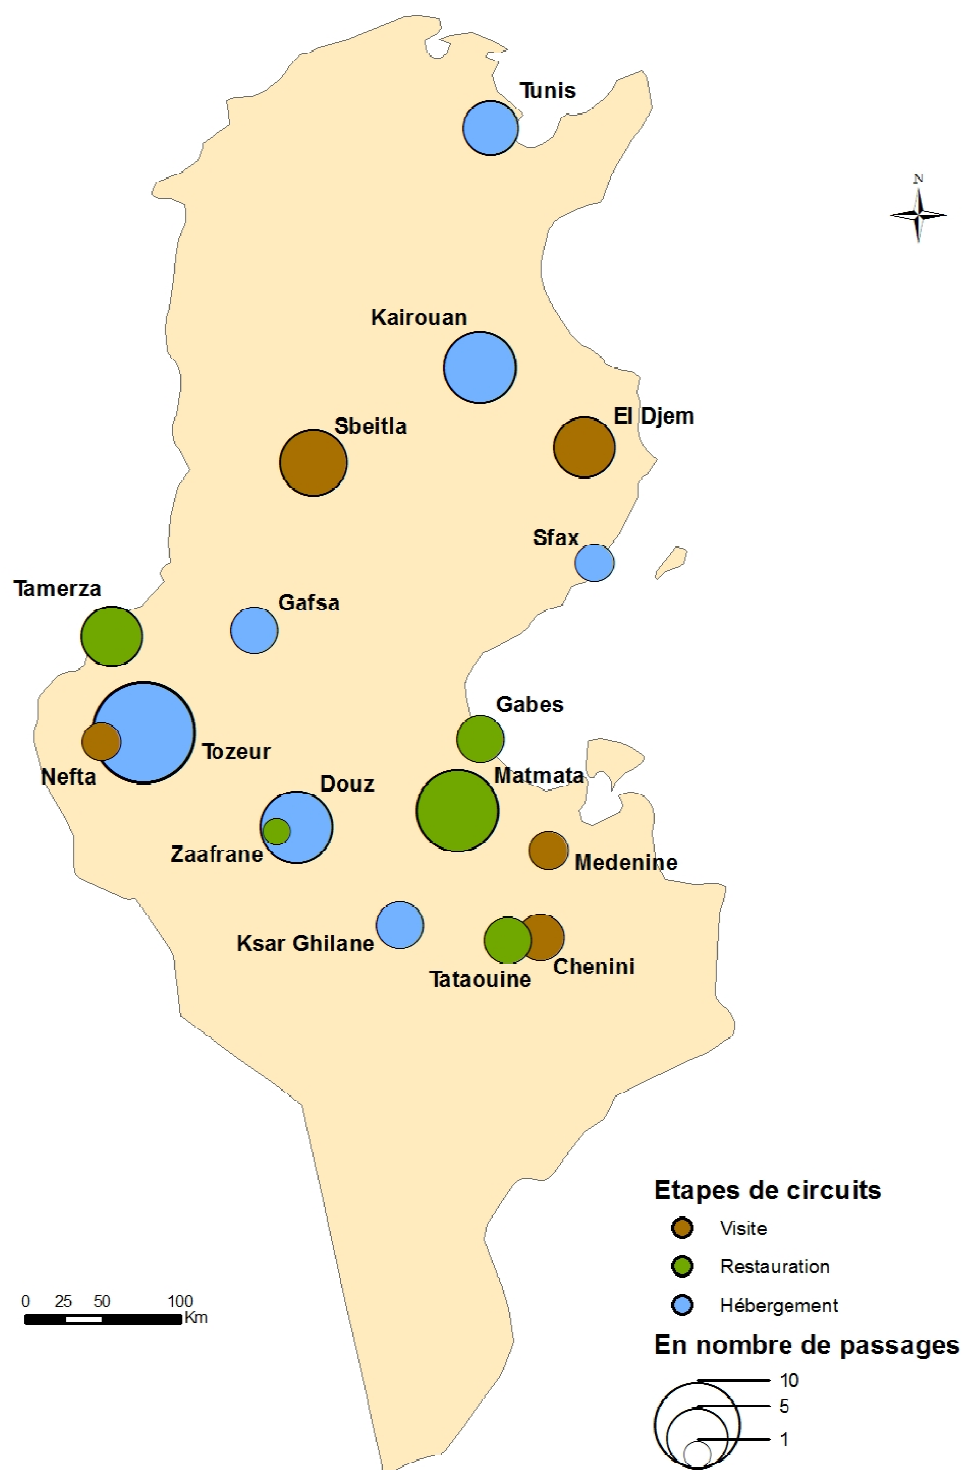 Tunis
N
Kairouan
El Djem
Sbeitla
Sfax
Tamerza
Gafsa
Gabes
Tozeur
Nefta
Matmata
Douz
Zaafrane
Medenine
Ksar Ghilane
Chenini
Tataouine
Etapes de circuits
Visite
Restauration
Hébergement
0 25 50 100
Km
En nombre de passages
10
5
1